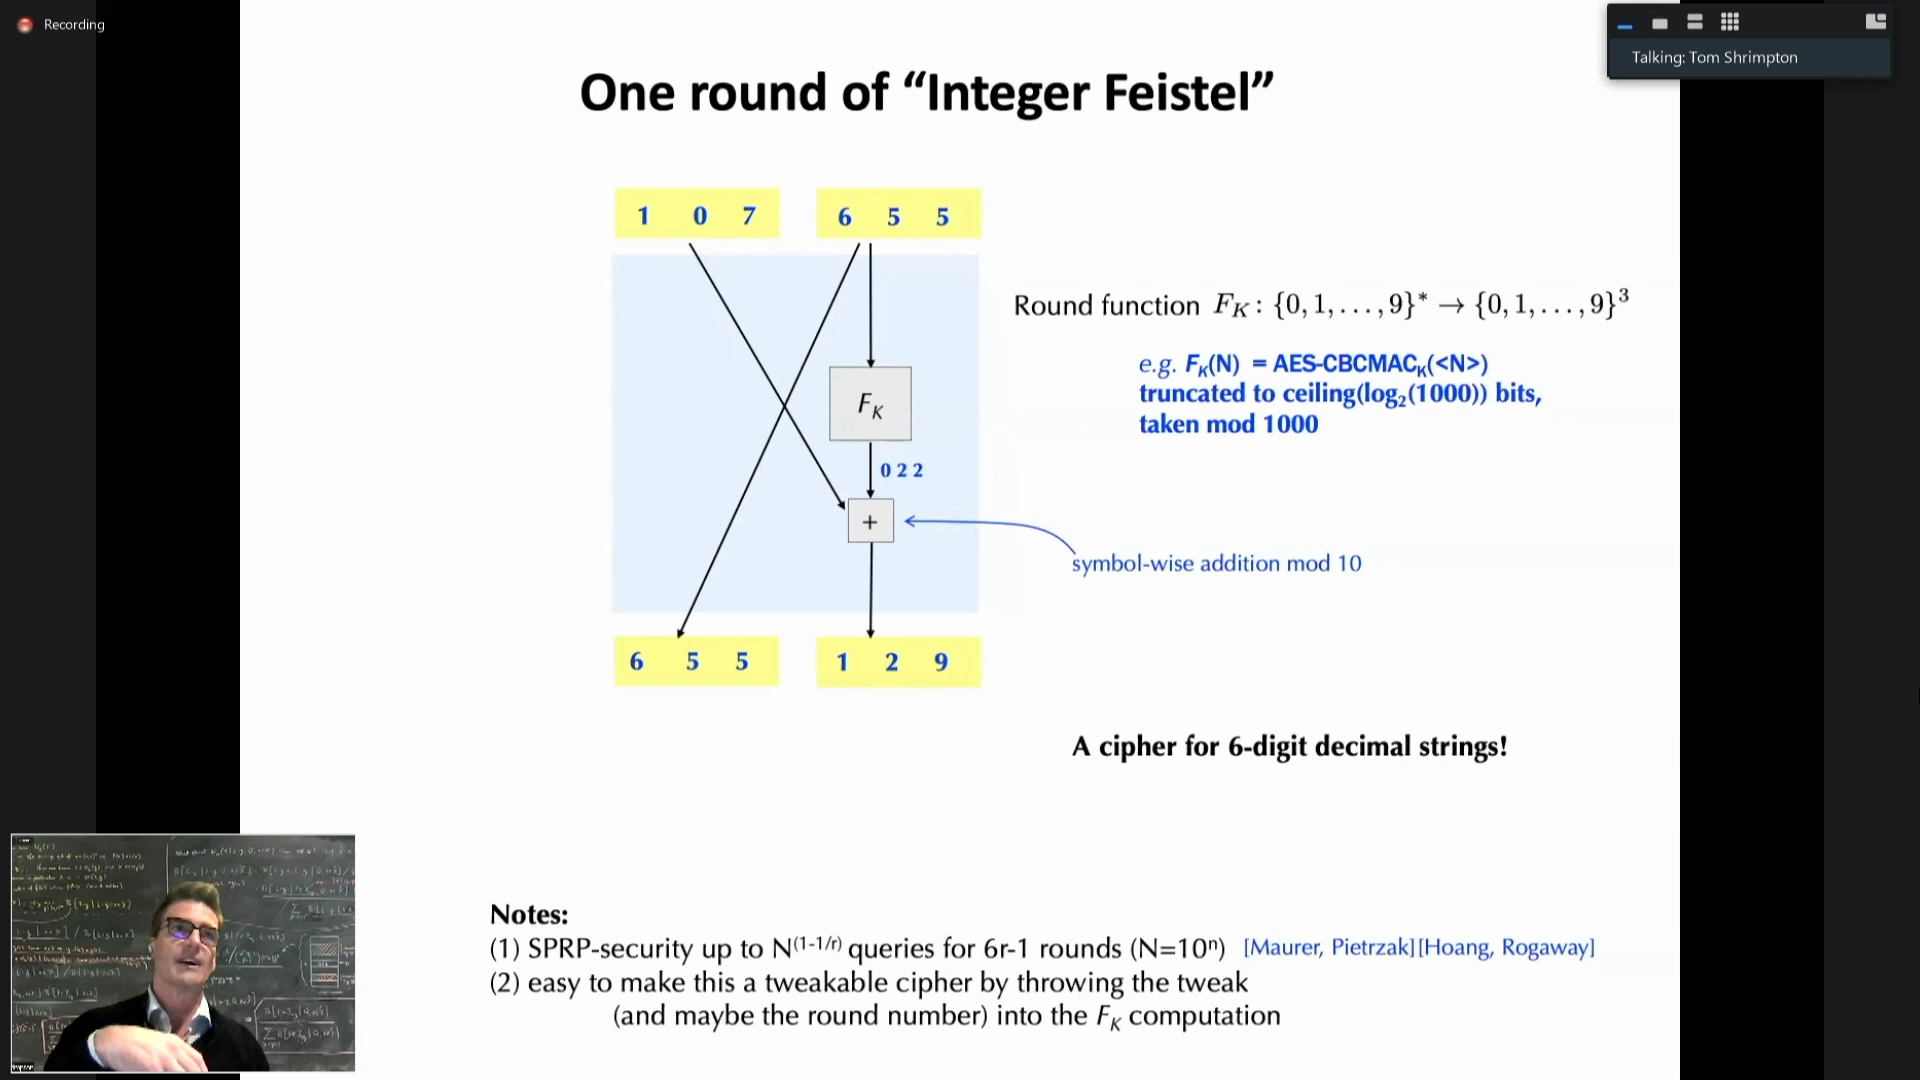 Recording
Talking: Tom Shrimpton
One round of “Integer Feistel”
1 0 7 6 5 5
Round function F_K : {0, 1, . . . , 9}* → {0, 1, . . . , 9}³
e.g. F_K(N) = AES-CBCMAC_K(<N>)
truncated to ceiling(log₂(1000)) bits,
taken mod 1000
F_K
0 2 2
+
symbol-wise addition mod 10
6 5 5 1 2 9
A cipher for 6-digit decimal strings!
Notes:
(1) SPRP-security up to N^(1-1/r) queries for 6r-1 rounds (N=10ⁿ) [Maurer, Pietrzak][Hoang, Rogaway]
(2) easy to make this a tweakable cipher by throwing the tweak
(and maybe the round number) into the F_K computation